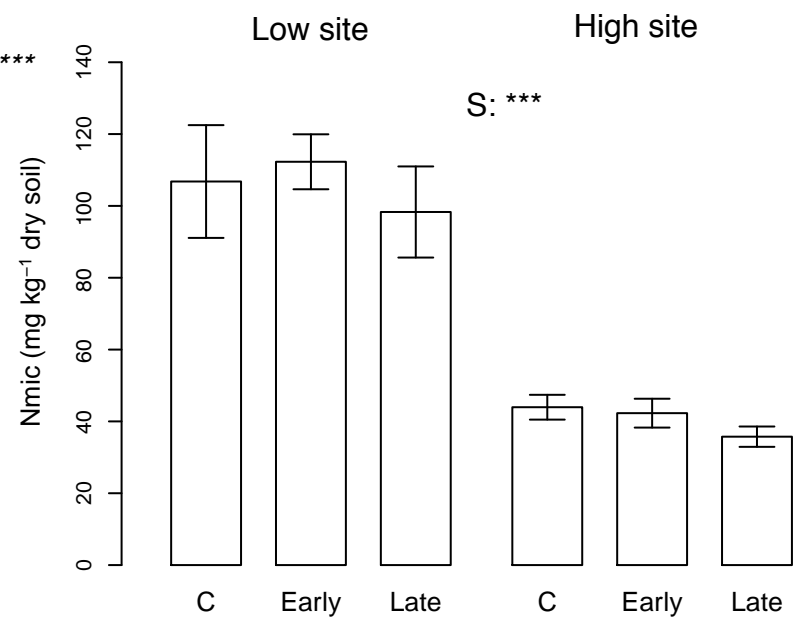 Low site
High site
***
S: ***
Nmic (mg kg⁻¹ dry soil)
140
120
100
80
60
40
20
0
C Early Late C Early Late